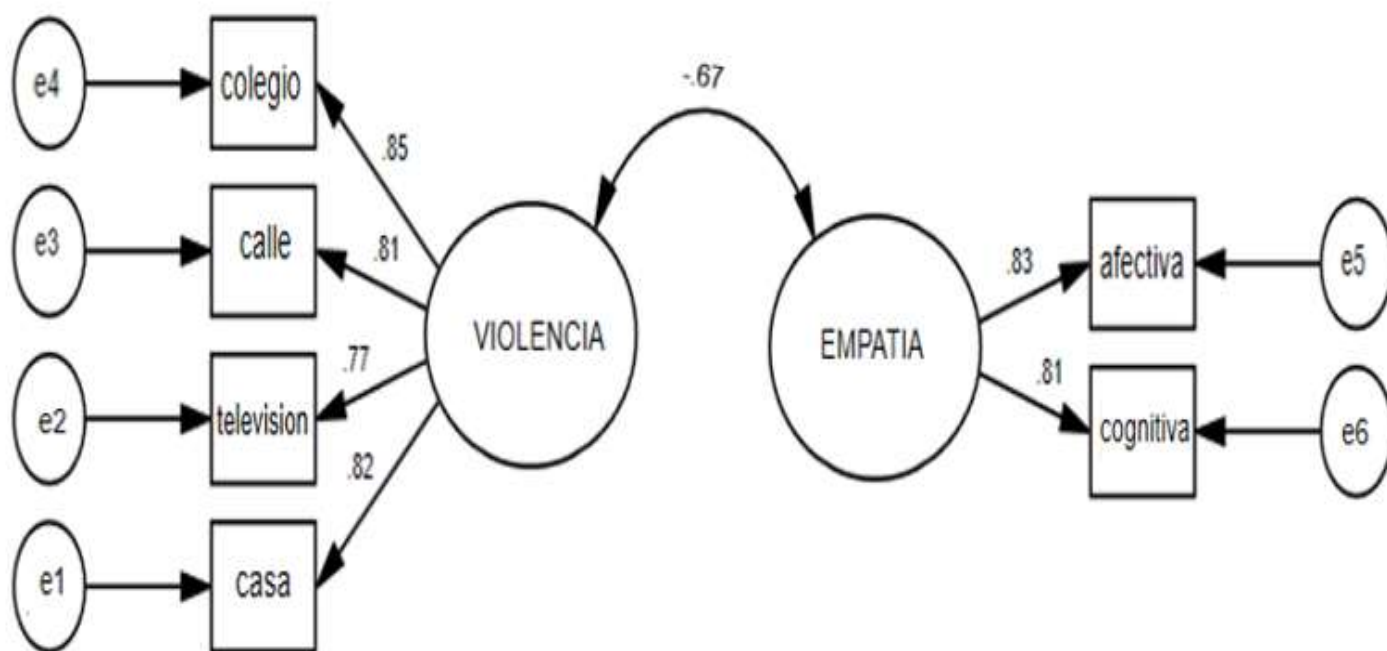 e4
colegio
-.67
.85
e3
calle
.81
afectiva
e5
.83
VIOLENCIA
EMPATIA
.77
e2
television
.81
cognitiva
e6
.82
e1
casa